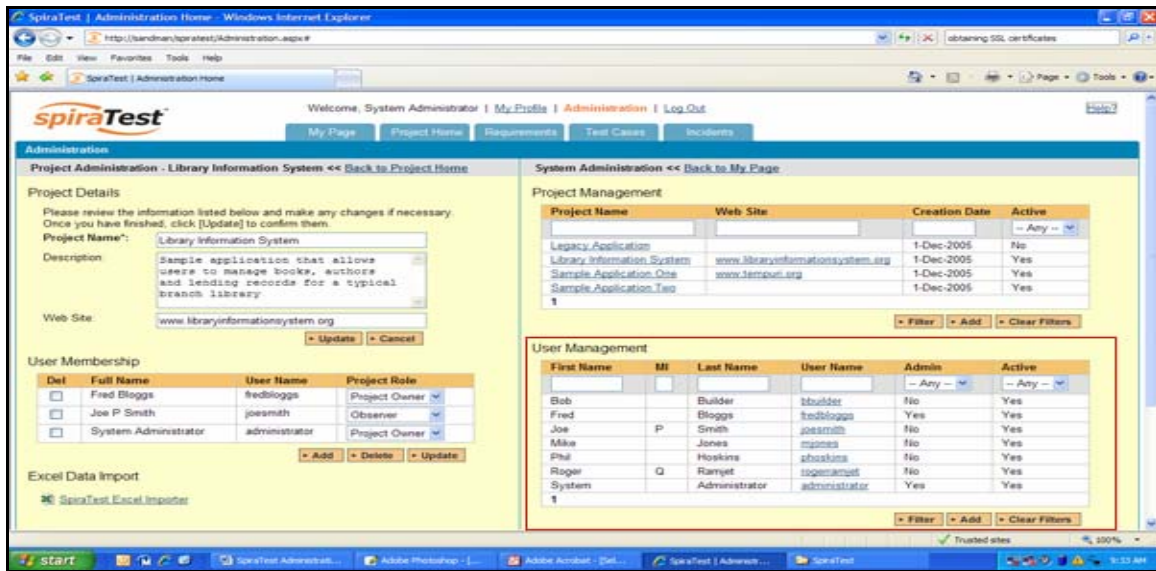 SpiraTest | Administration Home - Windows Internet Explorer
http://sandman/spiratest/Administration.aspx#
obtaining SSL certificates
File Edit View Favorites Tools Help
SpiraTest | Administration Home
Page Tools
spiraTest
Welcome, System Administrator | My Profile | Administration | Log Out
Help?
My Page Project Home Requirements Test Cases Incidents
Administration
Project Administration - Library Information System << Back to Project Home
Project Details
Please review the information listed below and make any changes if necessary.
Once you have finished, click [Update] to confirm them.
Project Name*: Library Information System
Description: Sample application that allows
users to manage books, authors
and lending records for a typical
branch library
Web Site: www.libraryinformationsystem.org
Update Cancel
User Membership
Del Full Name User Name Project Role
Fred Bloggs fredbloggs Project Owner
Joe P Smith joesmith Observer
System Administrator administrator Project Owner
Add Delete Update
Excel Data Import
SpiraTest Excel Importer
System Administration << Back to My Page
Project Management
Project Name Web Site Creation Date Active
-- Any --
Legacy Application 1-Dec-2005 No
Library Information System www.libraryinformationsystem.org 1-Dec-2005 Yes
Sample Application One www.tempuri.org 1-Dec-2005 Yes
Sample Application Two 1-Dec-2005 Yes
1
Filter Add Clear Filters
User Management
First Name MI Last Name User Name Admin Active
-- Any -- -- Any --
Bob Builder bbuilder No Yes
Fred Bloggs fredbloggs Yes Yes
Joe P Smith joesmith No Yes
Mike Jones mjones No Yes
Phil Hoskins phoskins No Yes
Roger Q Ramjet rogerramjet No Yes
System Administrator administrator Yes Yes
1
Filter Add Clear Filters
Trusted sites 100%
start SpiraTest Administrati... Adobe Photoshop - [... Adobe Acrobat - [Sel... SpiraTest | Administr... SpiraTest 9:33 AM